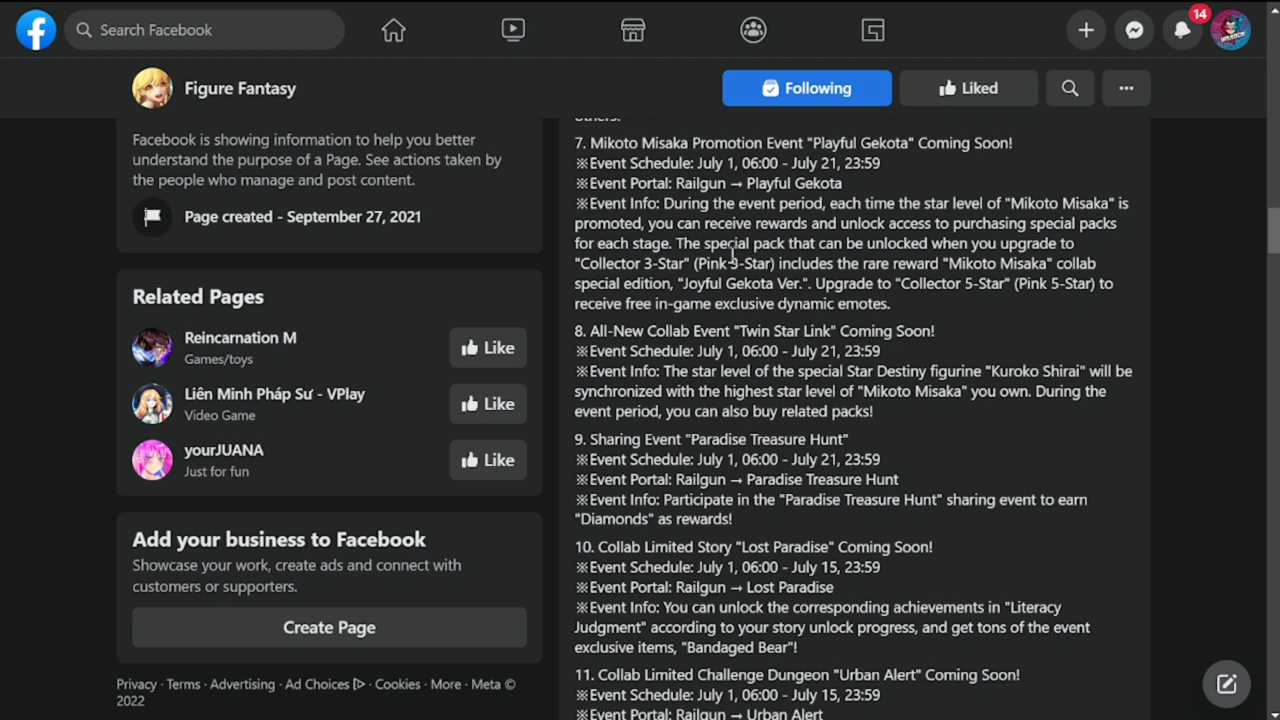 Search Facebook
14
Figure Fantasy
Following
Liked
Facebook is showing information to help you better
understand the purpose of a Page. See actions taken by
the people who manage and post content.
Page created - September 27, 2021
Related Pages
Reincarnation M
Games/toys
Like
Liên Minh Pháp Sư - VPlay
Video Game
Like
yourJUANA
Just for fun
Like
Add your business to Facebook
Showcase your work, create ads and connect with
customers or supporters.
Create Page
Privacy · Terms · Advertising · Ad Choices · Cookies · More · Meta ©
2022
others.
7. Mikoto Misaka Promotion Event "Playful Gekota" Coming Soon!
※Event Schedule: July 1, 06:00 - July 21, 23:59
※Event Portal: Railgun → Playful Gekota
※Event Info: During the event period, each time the star level of "Mikoto Misaka" is
promoted, you can receive rewards and unlock access to purchasing special packs
for each stage. The special pack that can be unlocked when you upgrade to
"Collector 3-Star" (Pink 3-Star) includes the rare reward "Mikoto Misaka" collab
special edition, "Joyful Gekota Ver.". Upgrade to "Collector 5-Star" (Pink 5-Star) to
receive free in-game exclusive dynamic emotes.
8. All-New Collab Event "Twin Star Link" Coming Soon!
※Event Schedule: July 1, 06:00 - July 21, 23:59
※Event Info: The star level of the special Star Destiny figurine "Kuroko Shirai" will be
synchronized with the highest star level of "Mikoto Misaka" you own. During the
event period, you can also buy related packs!
9. Sharing Event "Paradise Treasure Hunt"
※Event Schedule: July 1, 06:00 - July 21, 23:59
※Event Portal: Railgun → Paradise Treasure Hunt
※Event Info: Participate in the "Paradise Treasure Hunt" sharing event to earn
"Diamonds" as rewards!
10. Collab Limited Story "Lost Paradise" Coming Soon!
※Event Schedule: July 1, 06:00 - July 15, 23:59
※Event Portal: Railgun → Lost Paradise
※Event Info: You can unlock the corresponding achievements in "Literacy
Judgment" according to your story unlock progress, and get tons of the event
exclusive items, "Bandaged Bear"!
11. Collab Limited Challenge Dungeon "Urban Alert" Coming Soon!
※Event Schedule: July 1, 06:00 - July 15, 23:59
※Event Portal: Railgun → Urban Alert